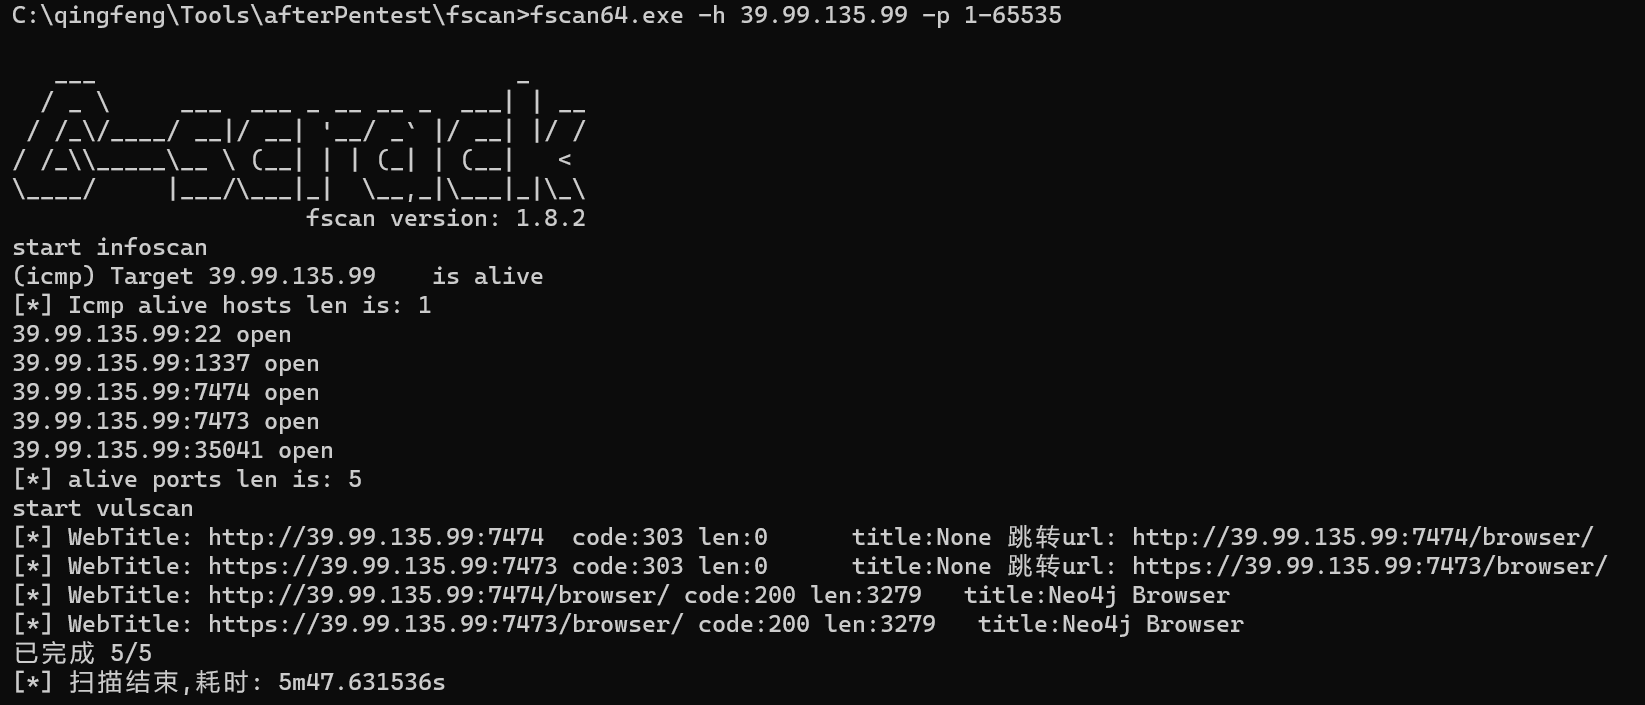 C:\qingfeng\Tools\afterPentest\fscan>fscan64.exe -h 39.99.135.99 -p 1-65535
   ___                              _
  / _ \     ___  ___ _ __ __ _  ___| | __
 / /_\/____/ __|/ __| '__/ _` |/ __| |/ /
/ /_\\_____\__ \ (__| | | (_| | (__|   <
\____/     |___/\___|_|  \__,_|\___|_|\_\
                     fscan version: 1.8.2
start infoscan
(icmp) Target 39.99.135.99    is alive
[*] Icmp alive hosts len is: 1
39.99.135.99:22 open
39.99.135.99:1337 open
39.99.135.99:7474 open
39.99.135.99:7473 open
39.99.135.99:35041 open
[*] alive ports len is: 5
start vulscan
[*] WebTitle: http://39.99.135.99:7474  code:303 len:0      title:None 跳转url: http://39.99.135.99:7474/browser/
[*] WebTitle: https://39.99.135.99:7473 code:303 len:0      title:None 跳转url: https://39.99.135.99:7473/browser/
[*] WebTitle: http://39.99.135.99:7474/browser/ code:200 len:3279   title:Neo4j Browser
[*] WebTitle: https://39.99.135.99:7473/browser/ code:200 len:3279   title:Neo4j Browser
已完成 5/5
[*] 扫描结束,耗时: 5m47.631536s